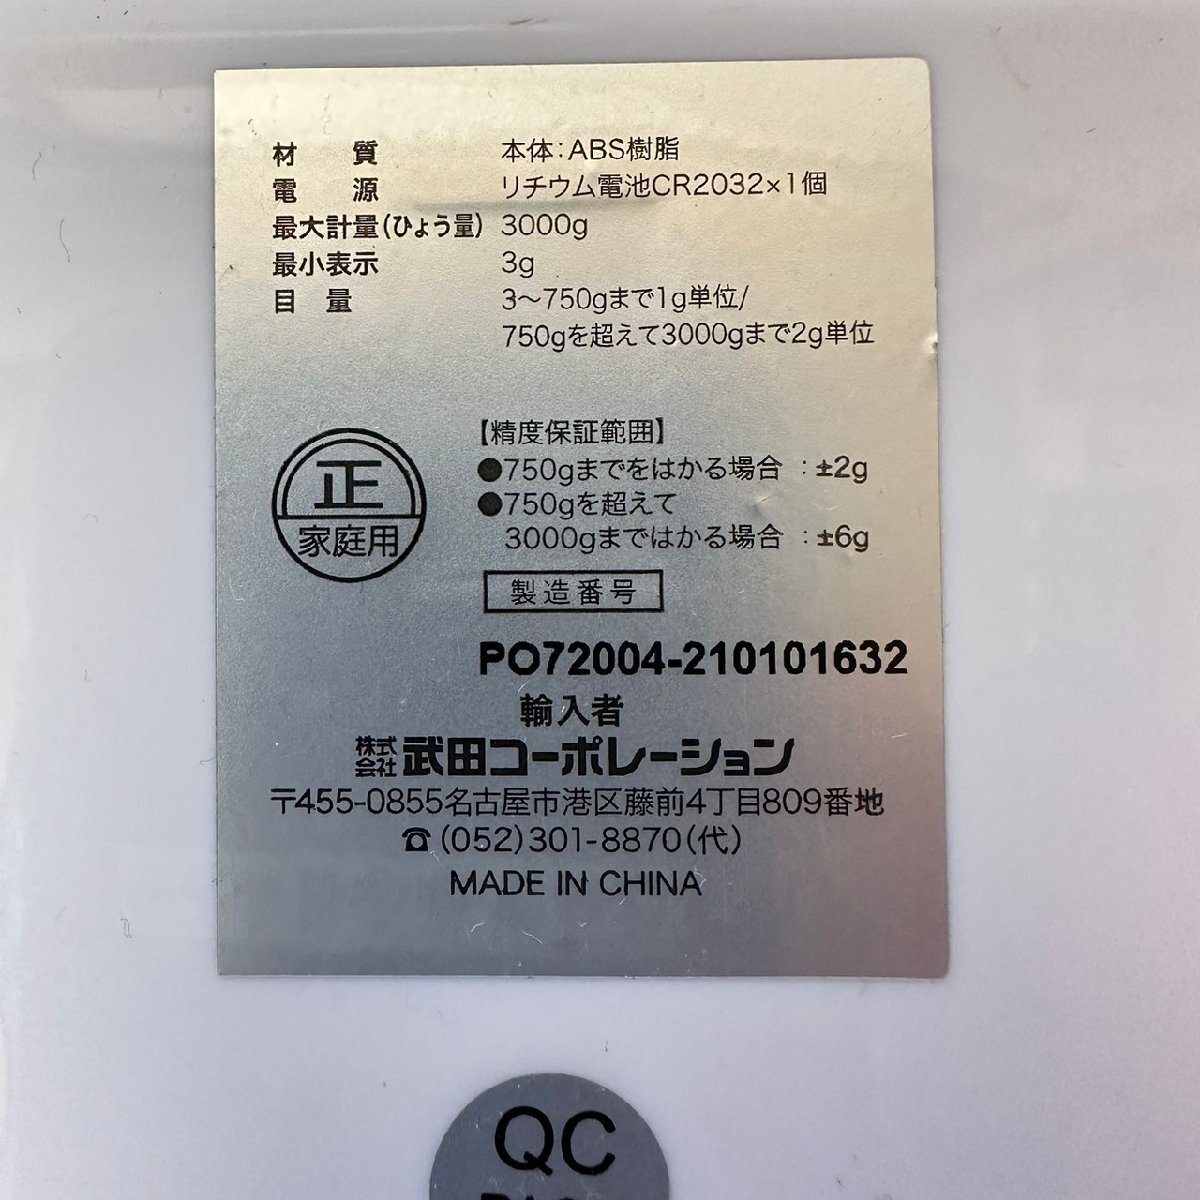 材 質 本体:ABS樹脂
電 源 リチウム電池CR2032×1個
最大計量(ひょう量) 3000g
最小表示 3g
目 量 3～750gまで1g単位/
750gを超えて3000gまで2g単位
【精度保証範囲】
●750gまでをはかる場合 :±2g
●750gを超えて
3000gまではかる場合 :±6g
正
家庭用
製造番号
PO72004-210101632
輸入者
株式会社 武田コーポレーション
〒455-0855名古屋市港区藤前4丁目809番地
☎(052)301-8870(代)
MADE IN CHINA
QC